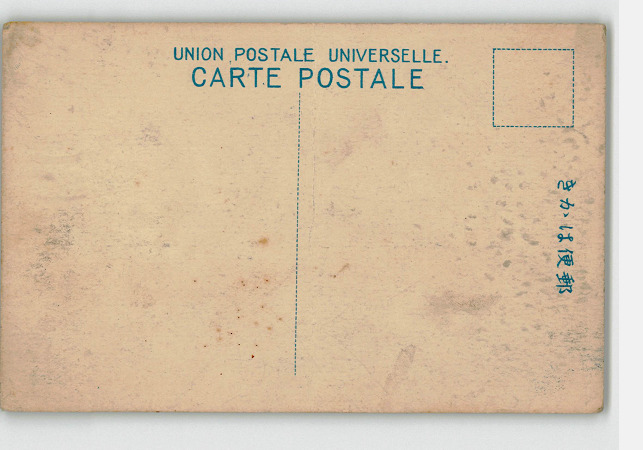 UNION POSTALE UNIVERSELLE.
CARTE POSTALE
きかは便郵